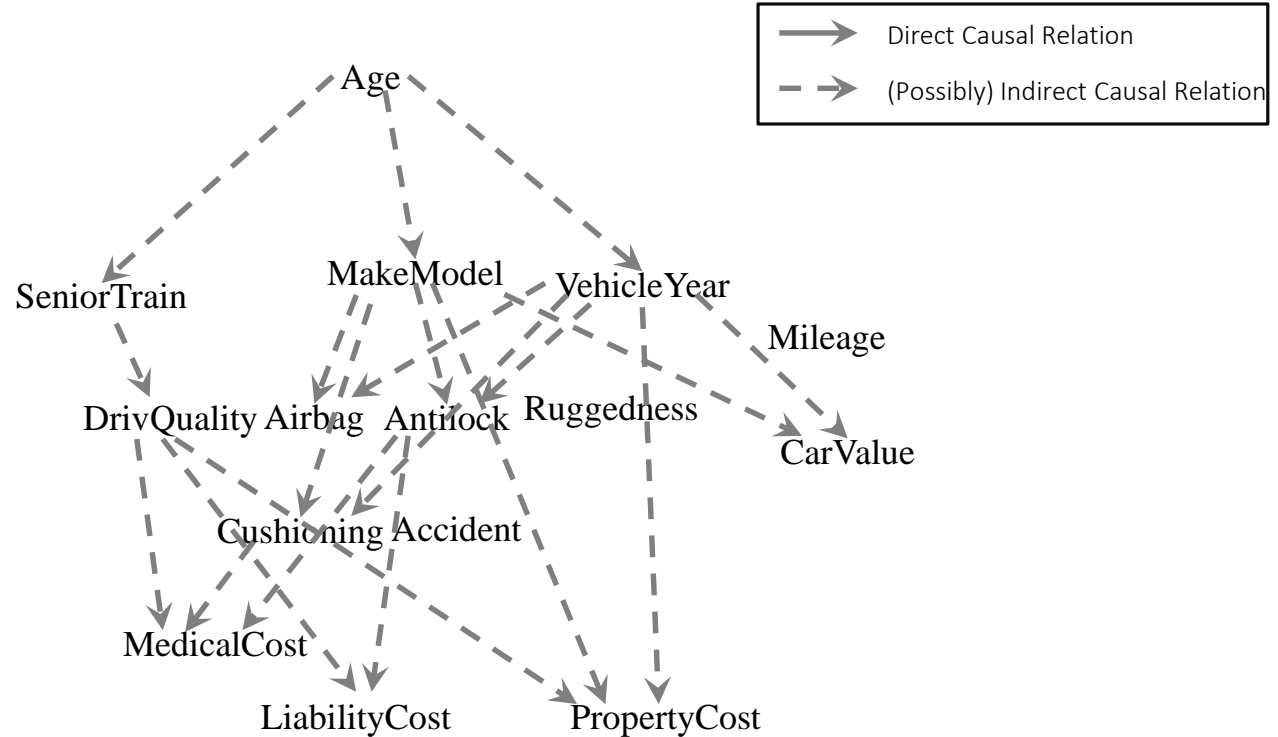 Direct Causal Relation
Age
(Possibly) Indirect Causal Relation
MakeModel
VehicleYear
SeniorTrain
Mileage
DrivQuality
Airbag
Antilock
Ruggedness
CarValue
Cushioning
Accident
MedicalCost
LiabilityCost
PropertyCost